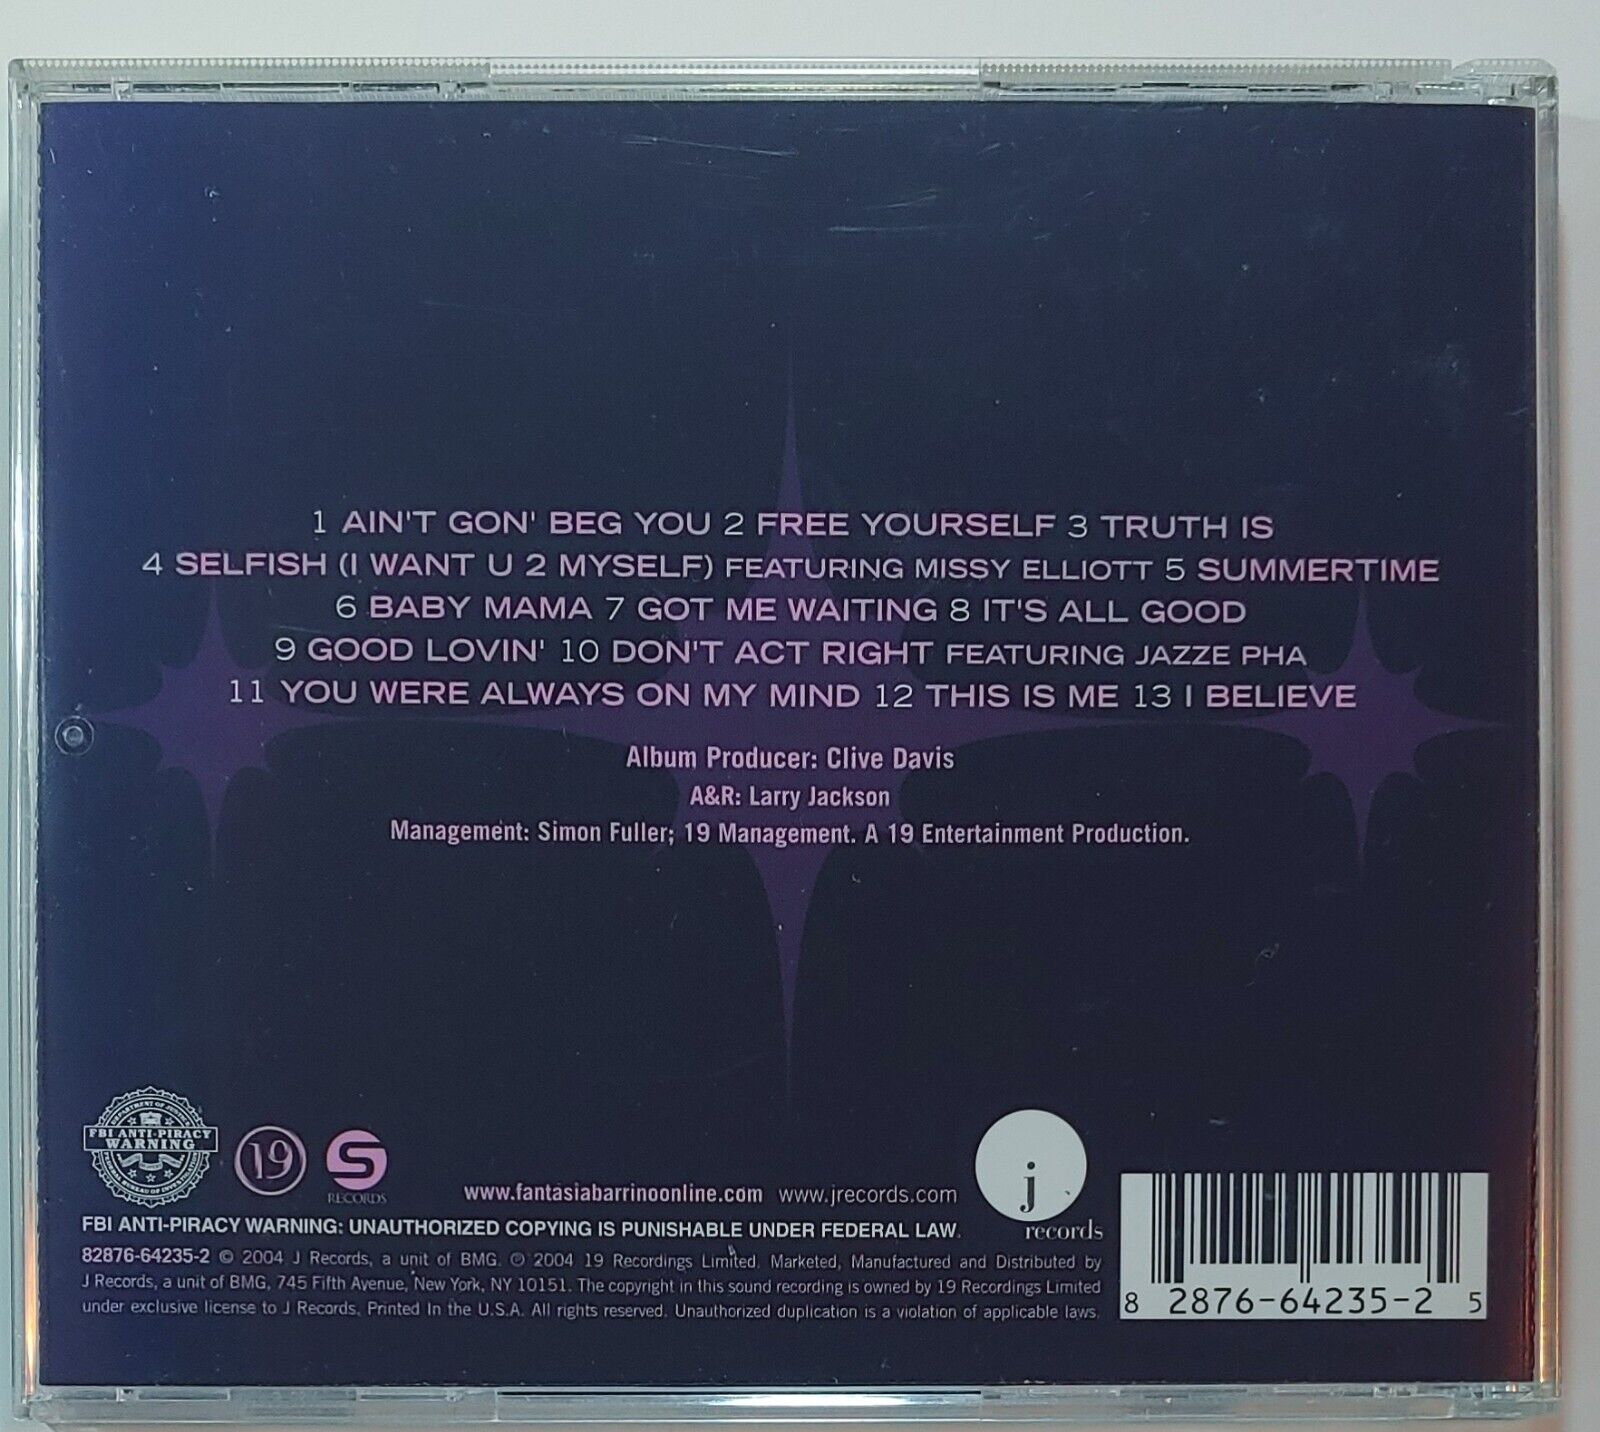 1 AIN'T GON' BEG YOU 2 FREE YOURSELF 3 TRUTH IS
4 SELFISH (I WANT U 2 MYSELF) FEATURING MISSY ELLIOTT 5 SUMMERTIME
6 BABY MAMA 7 GOT ME WAITING 8 IT'S ALL GOOD
9 GOOD LOVIN' 10 DON'T ACT RIGHT FEATURING JAZZE PHA
11 YOU WERE ALWAYS ON MY MIND 12 THIS IS ME 13 I BELIEVE
Album Producer: Clive Davis
A&R: Larry Jackson
Management: Simon Fuller; 19 Management. A 19 Entertainment Production.
DEPARTMENT OF JUSTICE
FBI ANTI-PIRACY
WARNING
FEDERAL BUREAU OF INVESTIGATION
19
S
RECORDS
www.fantasiabarrinoonline.com www.jrecords.com
j
records
FBI ANTI-PIRACY WARNING: UNAUTHORIZED COPYING IS PUNISHABLE UNDER FEDERAL LAW.
82876-64235-2 © 2004 J Records, a unit of BMG. ℗ 2004 19 Recordings Limited. Marketed, Manufactured and Distributed by
J Records, a unit of BMG, 745 Fifth Avenue, New York, NY 10151. The copyright in this sound recording is owned by 19 Recordings Limited
under exclusive license to J Records. Printed In the U.S.A. All rights reserved. Unauthorized duplication is a violation of applicable laws.
8 2876-64235-2 5